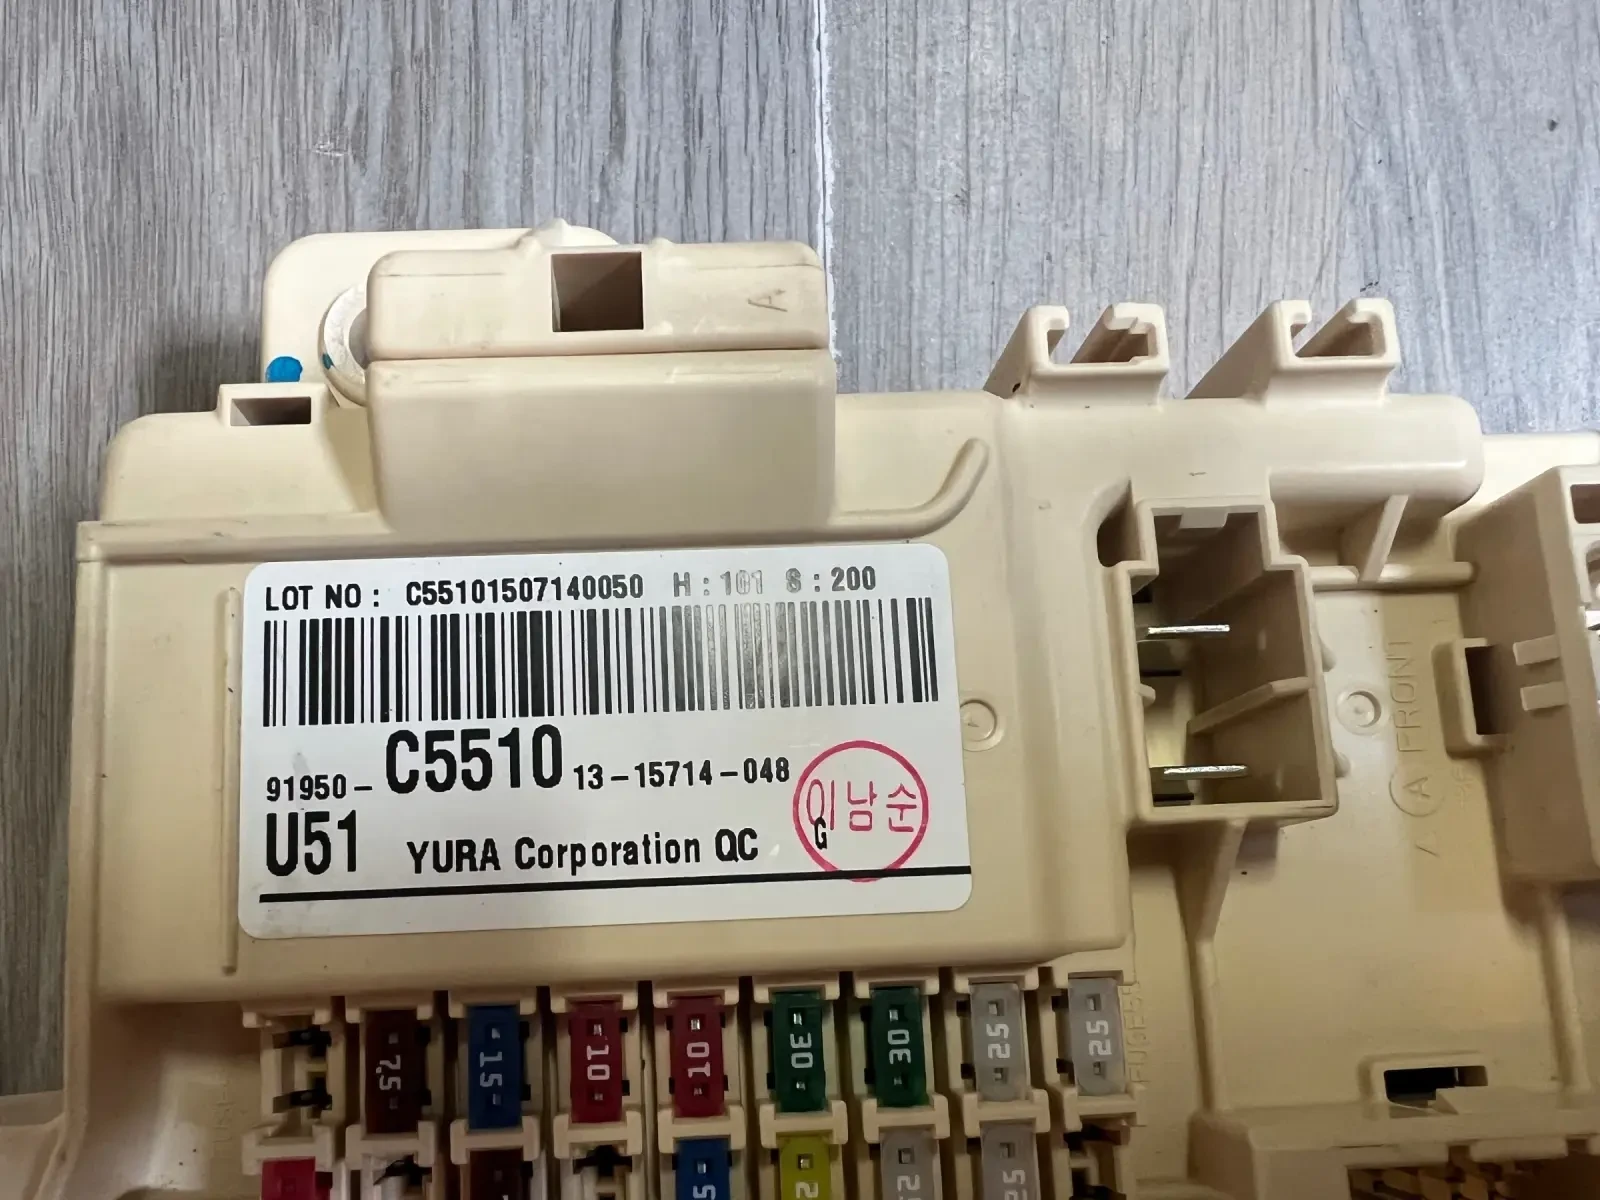 A
LOT NO : C55101507140050 H : 101 S : 200
91950- C5510 13-15714-048
U51 YURA Corporation QC G
이남순
A FRONT
7.5 15 10 10 30 30 25 25